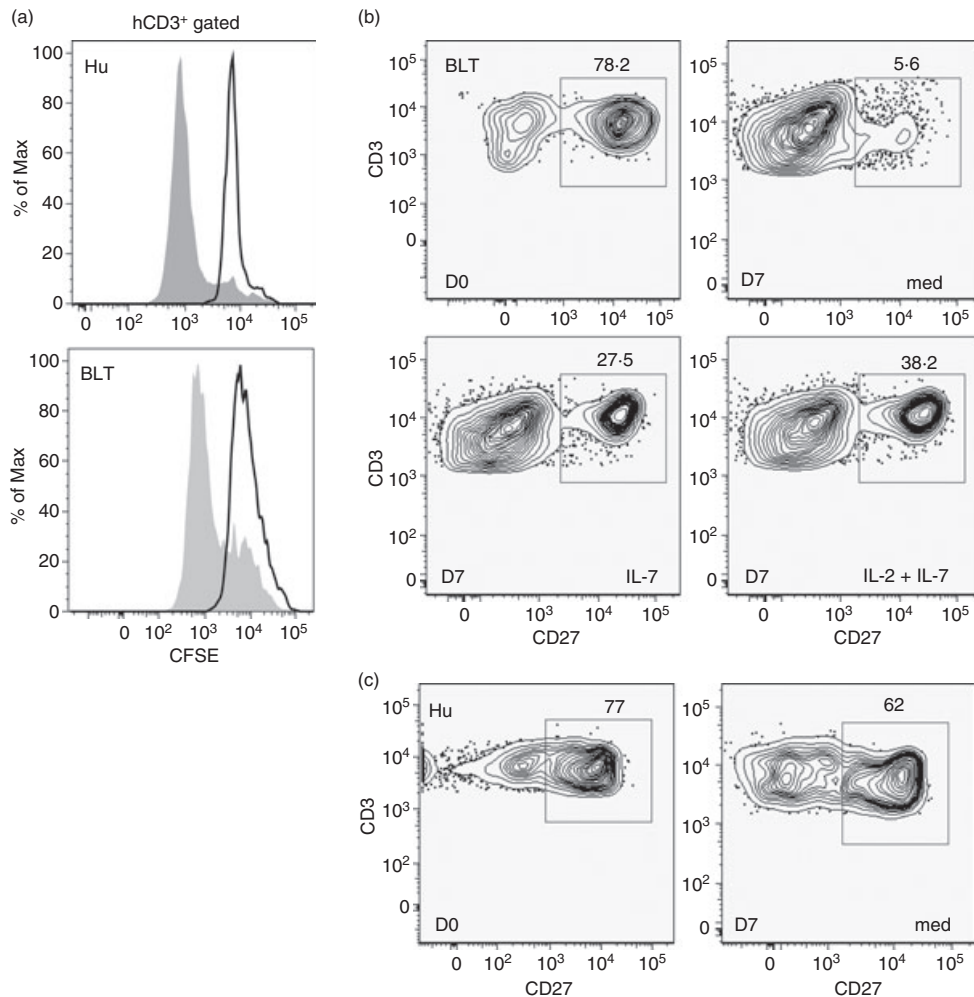 (a)
hCD3⁺ gated
Hu
% of Max
100
80
60
40
20
0
0 10² 10³ 10⁴ 10⁵
BLT
% of Max
100
80
60
40
20
0
0 10² 10³ 10⁴ 10⁵
CFSE
(b)
BLT
78·2
CD3
10⁵
10⁴
10³
10²
0
D0
0 10³ 10⁴ 10⁵
5·6
10⁵
10⁴
10³
10²
0
D7 med
0 10³ 10⁴ 10⁵
27·5
CD3
10⁵
10⁴
10³
10²
0
D7 IL-7
0 10³ 10⁴ 10⁵
CD27
38·2
10⁵
10⁴
10³
10²
0
D7 IL-2 + IL-7
0 10³ 10⁴ 10⁵
CD27
(c)
Hu
77
CD3
10⁵
10⁴
10³
10²
0
D0
0 10² 10³ 10⁴ 10⁵
CD27
62
10⁵
10⁴
10³
10²
0
D7 med
0 10² 10³ 10⁴ 10⁵
CD27